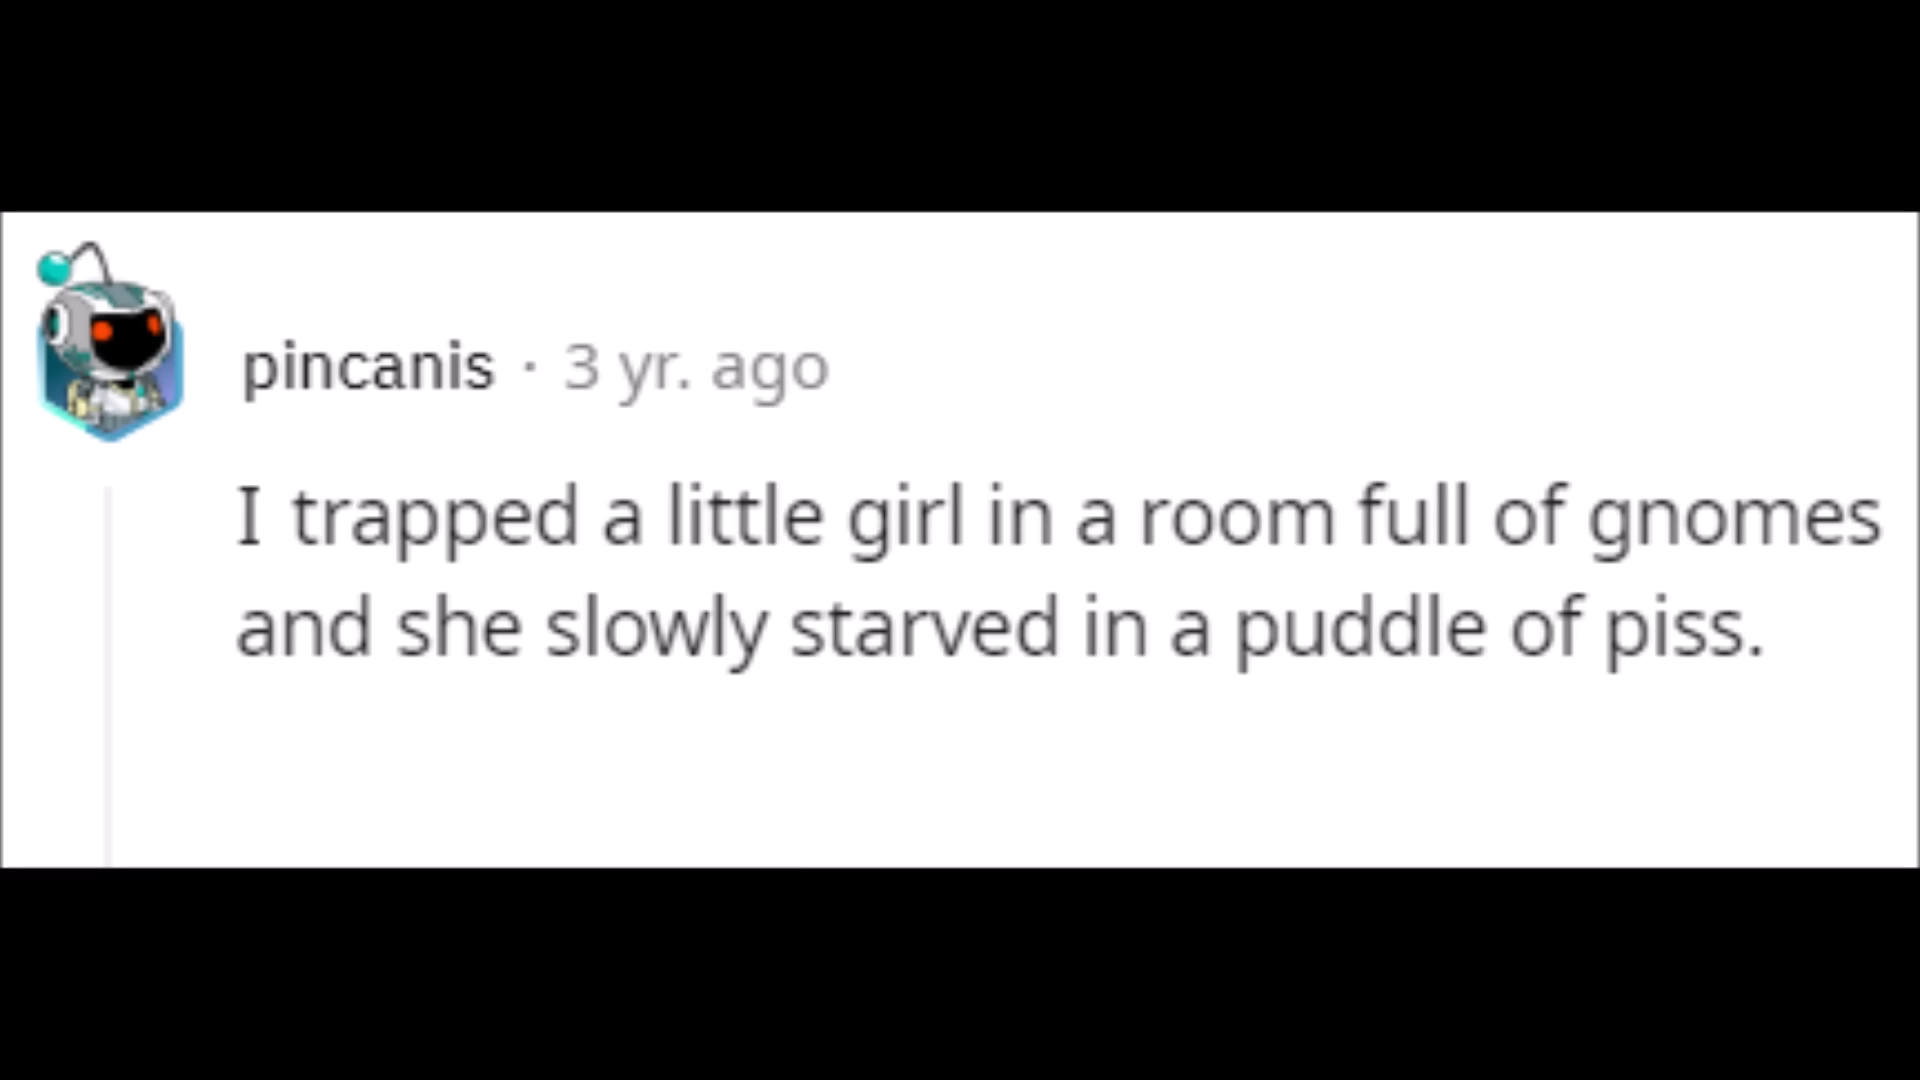 pincanis · 3 yr. ago
I trapped a little girl in a room full of gnomes
and she slowly starved in a puddle of piss.